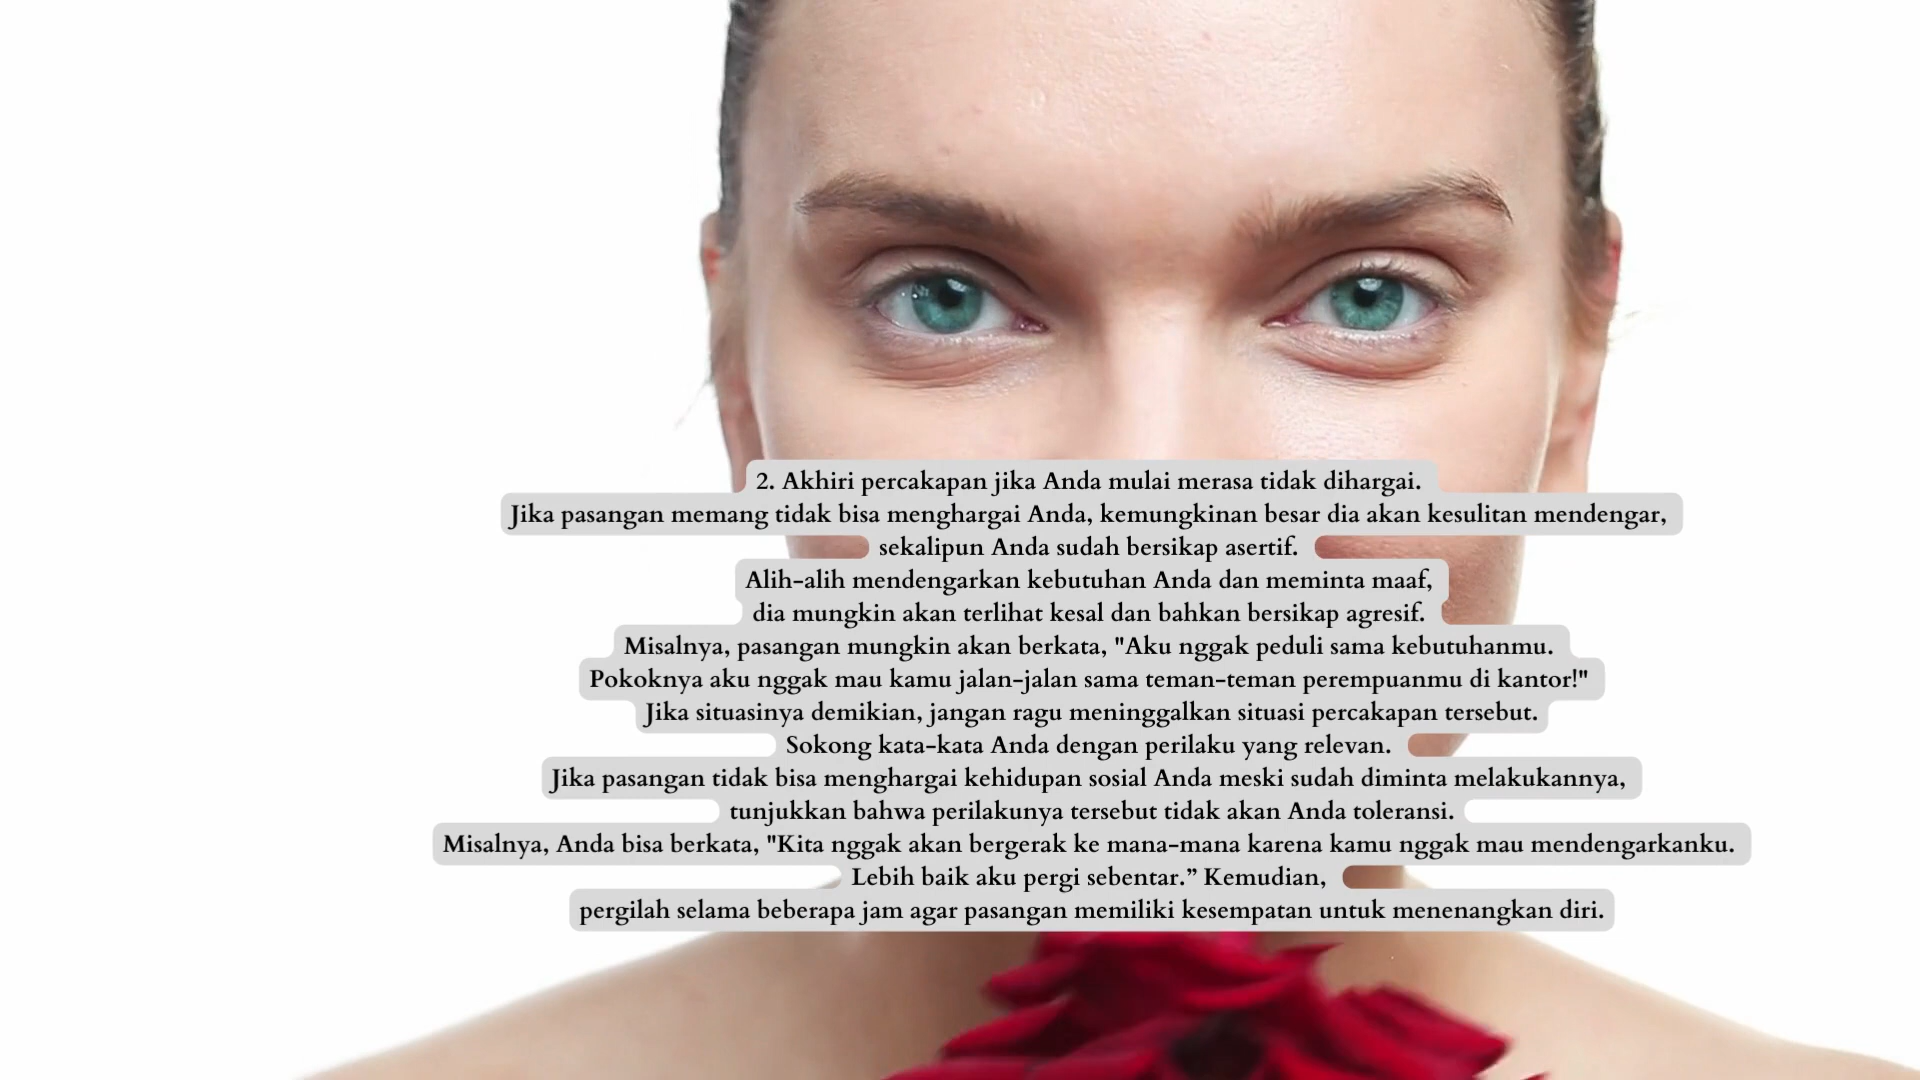 2. Akhiri percakapan jika Anda mulai merasa tidak dihargai.
Jika pasangan memang tidak bisa menghargai Anda, kemungkinan besar dia akan kesulitan mendengar,
sekalipun Anda sudah bersikap asertif.
Alih-alih mendengarkan kebutuhan Anda dan meminta maaf,
dia mungkin akan terlihat kesal dan bahkan bersikap agresif.
Misalnya, pasangan mungkin akan berkata, "Aku nggak peduli sama kebutuhanmu.
Pokoknya aku nggak mau kamu jalan-jalan sama teman-teman perempuanmu di kantor!"
Jika situasinya demikian, jangan ragu meninggalkan situasi percakapan tersebut.
Sokong kata-kata Anda dengan perilaku yang relevan.
Jika pasangan tidak bisa menghargai kehidupan sosial Anda meski sudah diminta melakukannya,
tunjukkan bahwa perilakunya tersebut tidak akan Anda toleransi.
Misalnya, Anda bisa berkata, "Kita nggak akan bergerak ke mana-mana karena kamu nggak mau mendengarkanku.
Lebih baik aku pergi sebentar.” Kemudian,
pergilah selama beberapa jam agar pasangan memiliki kesempatan untuk menenangkan diri.